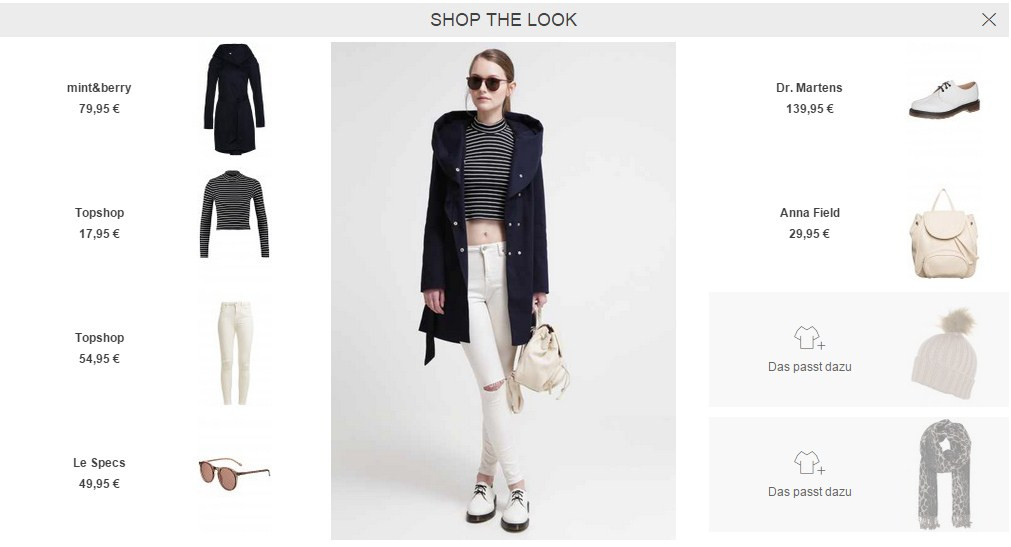 SHOP THE LOOK
mint&berry
79,95 €
Topshop
17,95 €
Topshop
54,95 €
Le Specs
49,95 €
Dr. Martens
139,95 €
Anna Field
29,95 €
Das passt dazu
Das passt dazu